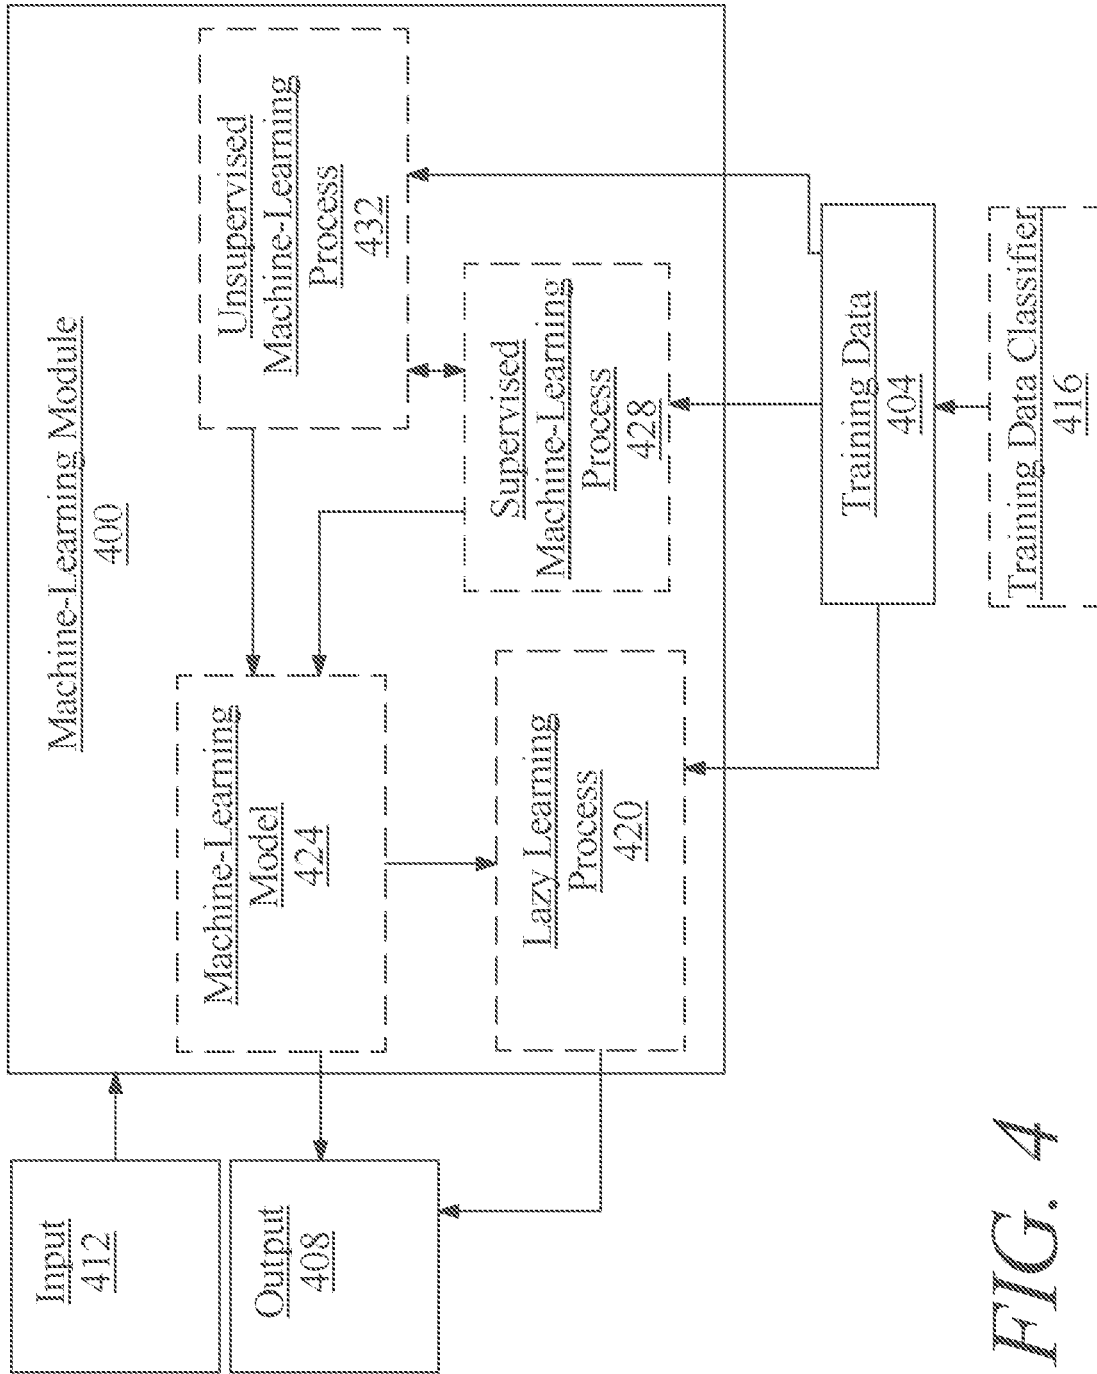 Machine-Learning Module
400
Input
412
Output
408
Machine-Learning
Model
424
Unsupervised
Machine-Learning
Process
432
Lazy Learning
Process
420
Supervised
Machine-Learning
Process
428
Training Data
404
Training Data Classifier
416
FIG. 4